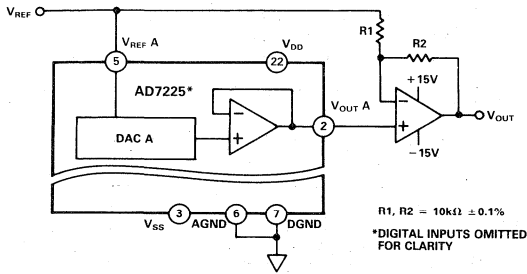 VREF
R1
R2
VREF A
VDD
5
22
AD7225*
+15V
VOUT A
DAC A
-
+
2
-
+
VOUT
-15V
VSS
3
AGND
6
7
DGND
R1, R2 = 10kΩ ±0.1%
*DIGITAL INPUTS OMITTED
FOR CLARITY